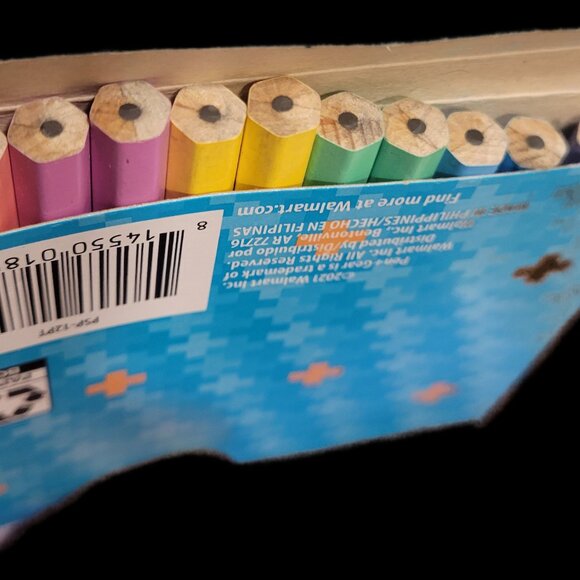 ©2021 Walmart Inc.
Pen+Gear is a trademark of
Walmart Inc. All Rights Reserved.
Distributed by/Distribuido por
Walmart Inc., Bentonville, AR 72716
MADE IN PHILIPPINES/HECHO EN FILIPINAS
Find more at Walmart.com
PSP-12PT
8 14550 018